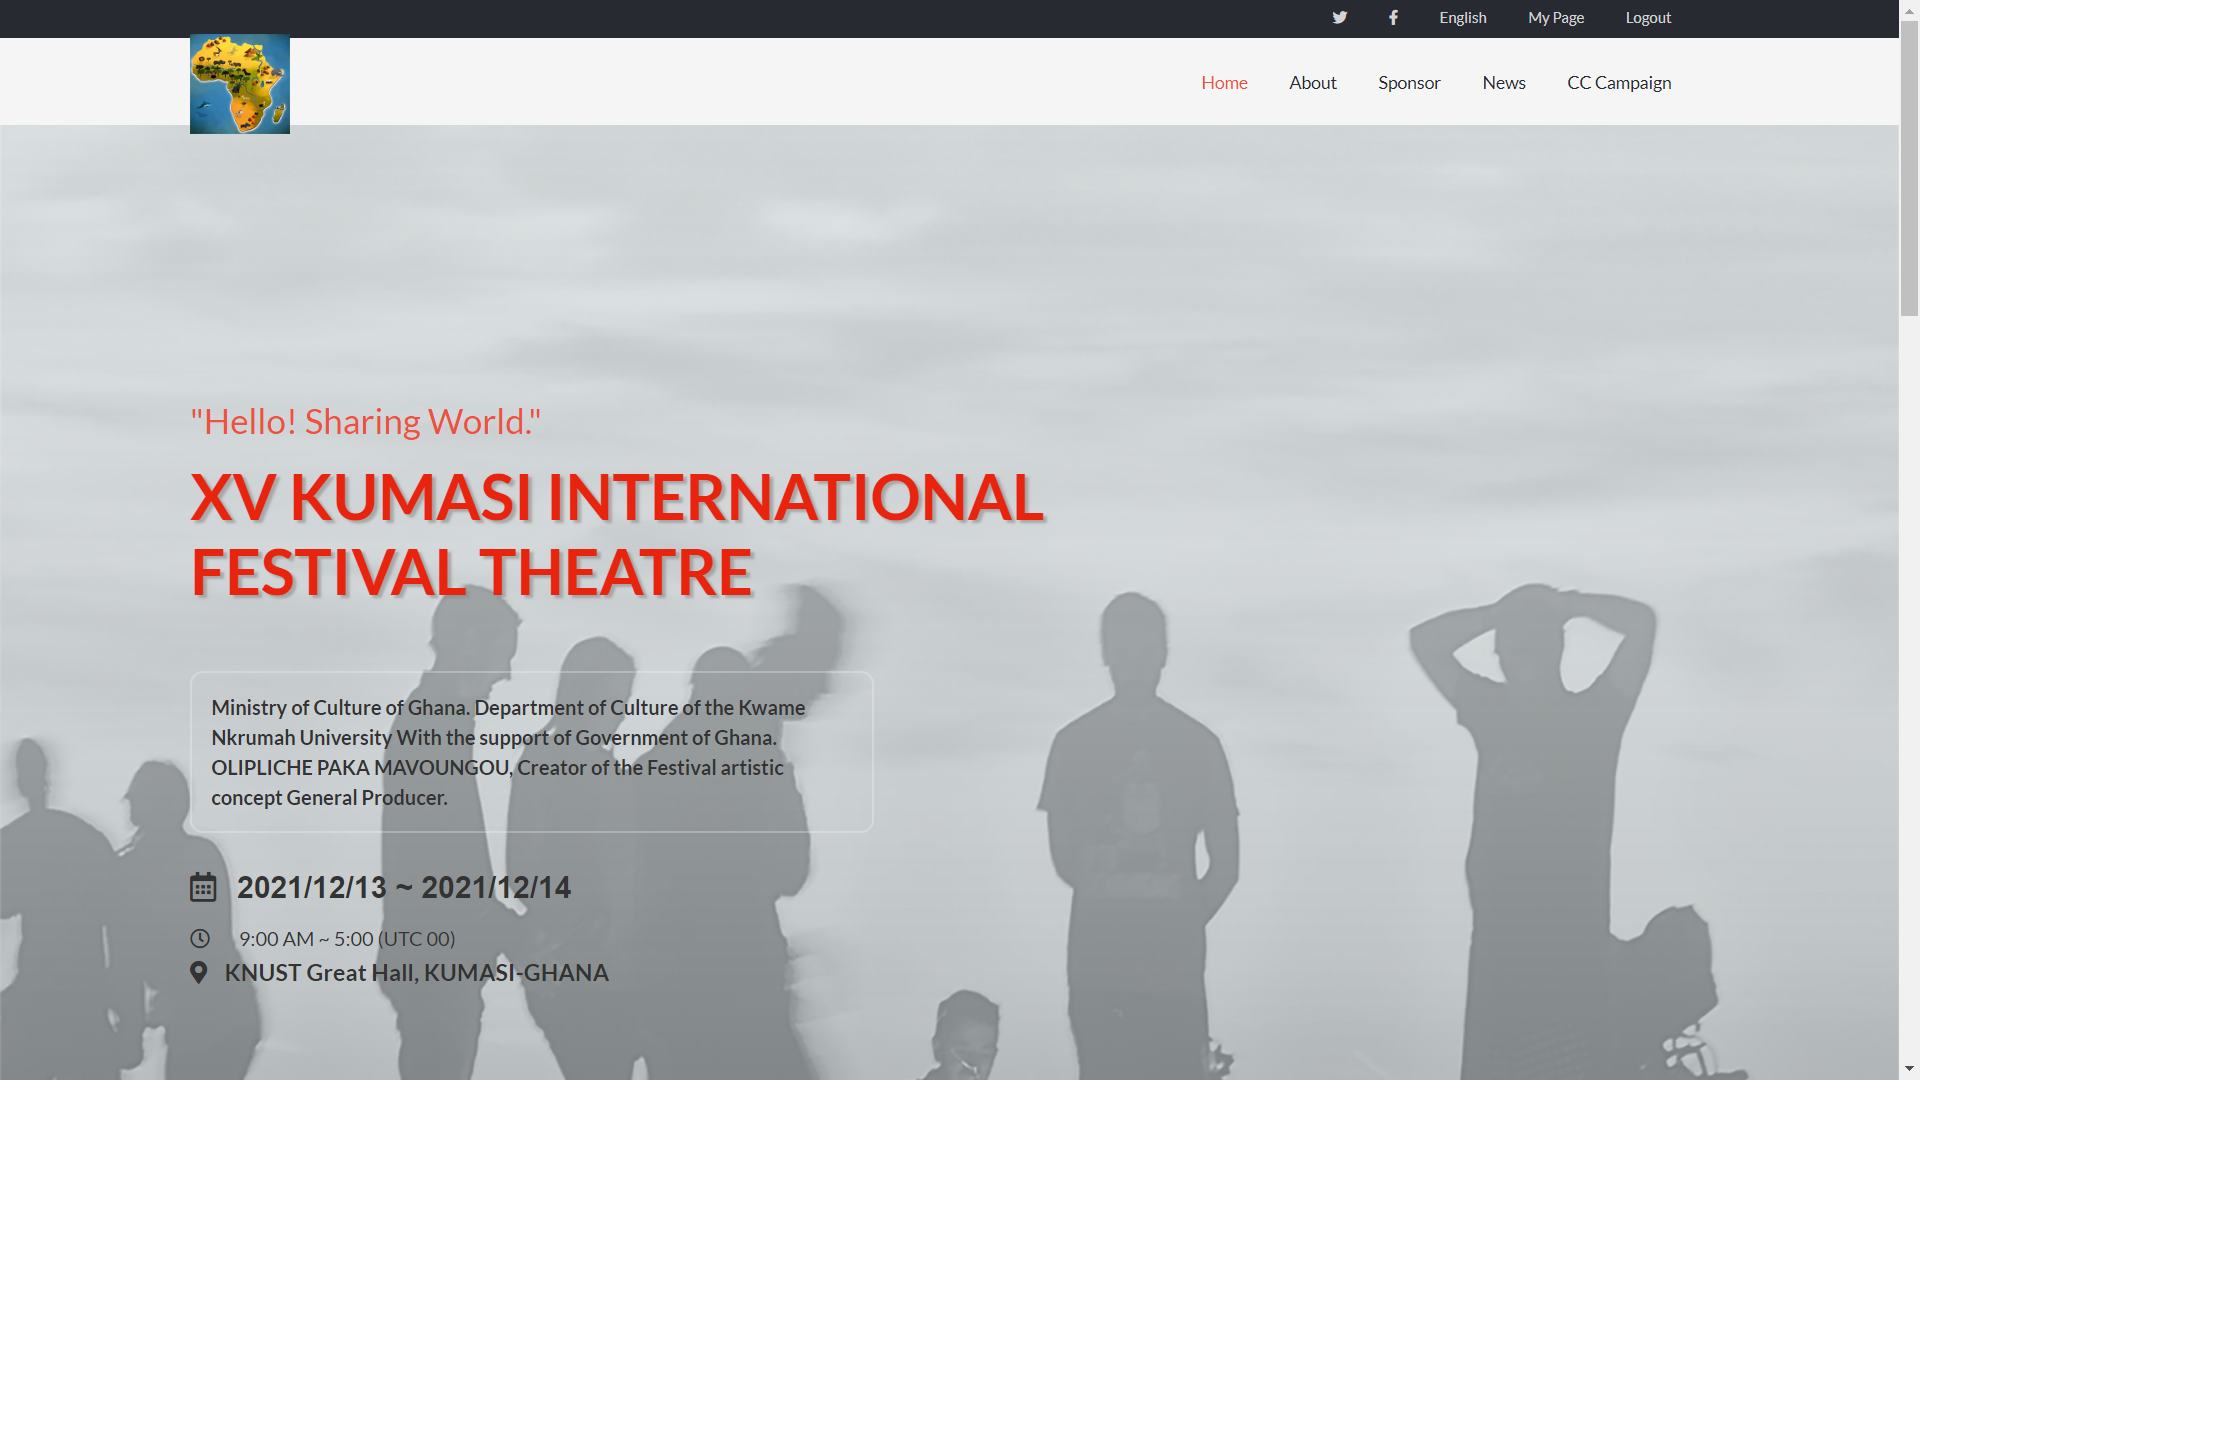 English My Page Logout
Home About Sponsor News CC Campaign
"Hello! Sharing World."
XV KUMASI INTERNATIONAL
FESTIVAL THEATRE
Ministry of Culture of Ghana. Department of Culture of the Kwame
Nkrumah University With the support of Government of Ghana.
OLIPLICHE PAKA MAVOUNGOU, Creator of the Festival artistic
concept General Producer.
2021/12/13 ~ 2021/12/14
9:00 AM ~ 5:00 (UTC 00)
KNUST Great Hall, KUMASI-GHANA